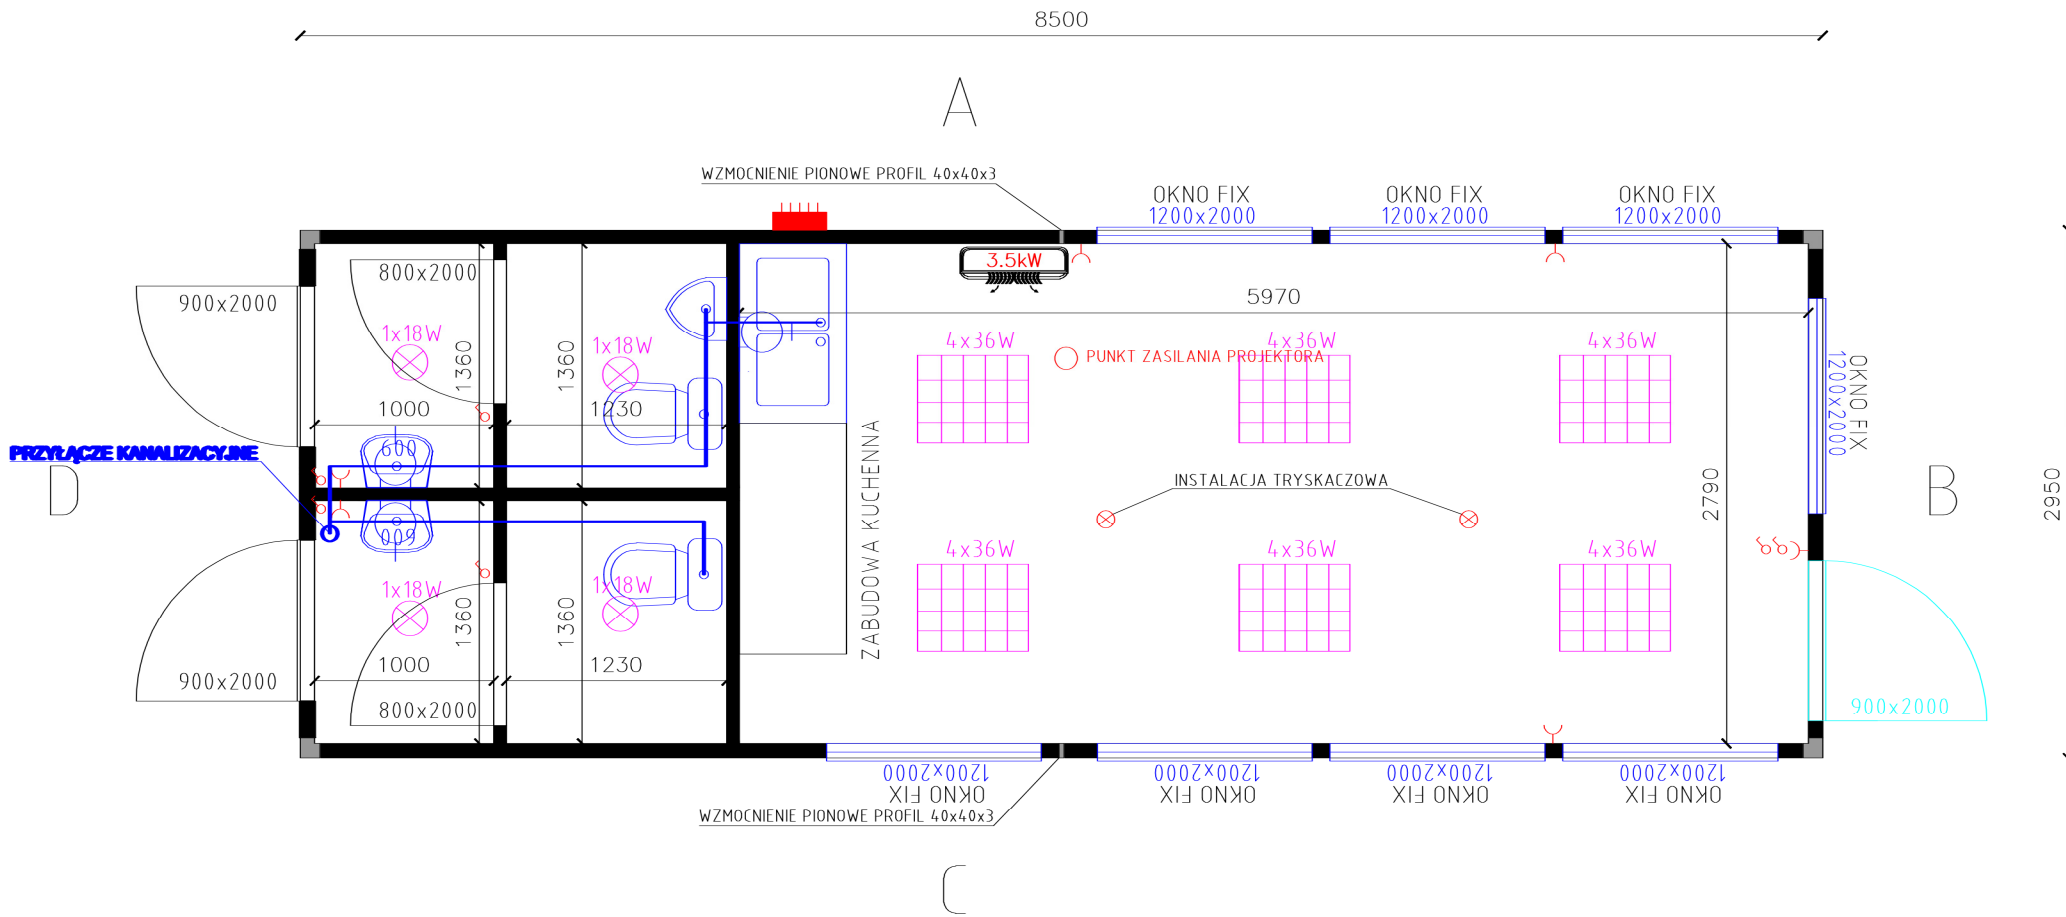 8500
A
WZMOCNIENIE PIONOWE PROFIL 40x40x3
OKNO FIX
1200x2000
OKNO FIX
1200x2000
OKNO FIX
1200x2000
900x2000
800x2000
3.5kW
5970
1x18W
1x18W
1360
1360
1000
1230
4x36W
4x36W
4x36W
PUNKT ZASILANIA PROJEKTORA
OKNO FIX
1200x2000
PRZYŁĄCZE KANALIZACYJNE
600
D
600
ZABUDOWA KUCHENNA
INSTALACJA TRYSKACZOWA
2790
B
2950
4x36W
4x36W
4x36W
1x18W
1x18W
1360
1360
1000
1230
900x2000
800x2000
900x2000
1200x2000
OKNO FIX
1200x2000
OKNO FIX
1200x2000
OKNO FIX
1200x2000
OKNO FIX
WZMOCNIENIE PIONOWE PROFIL 40x40x3
C